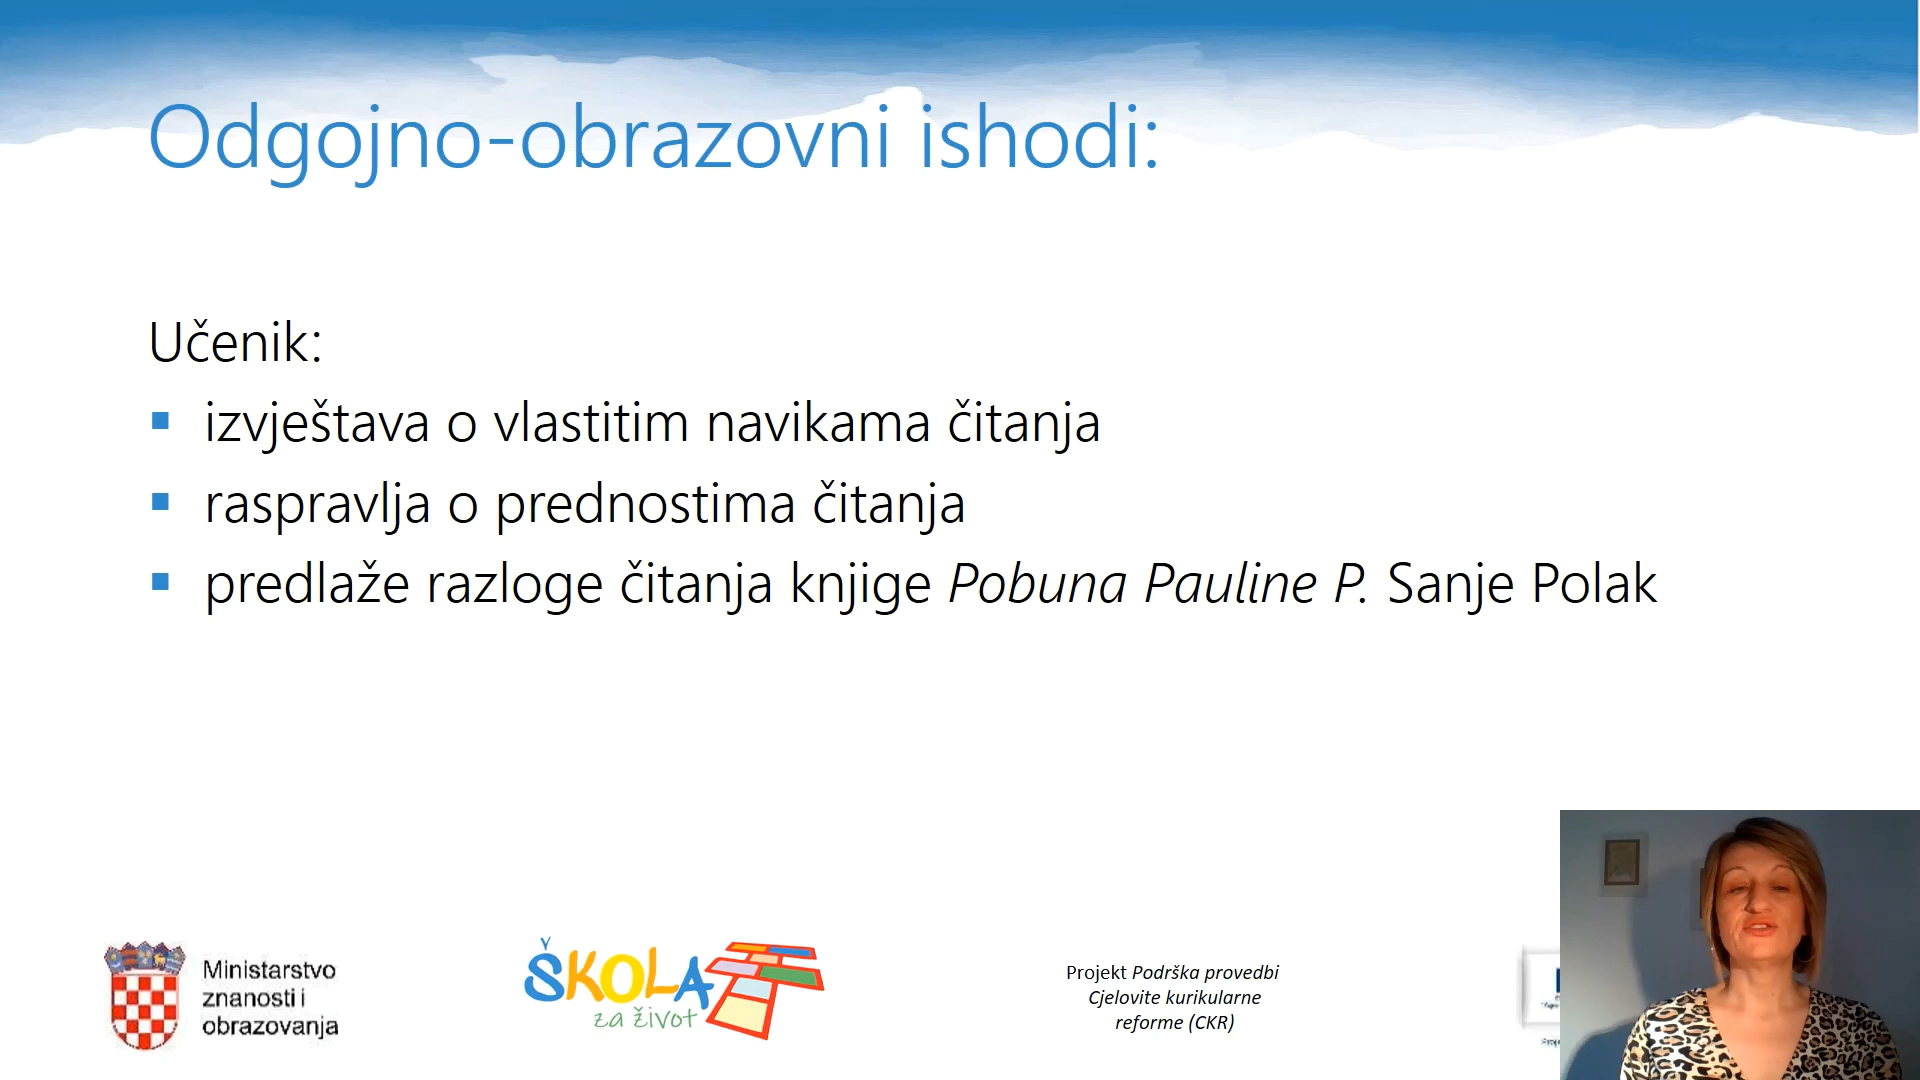 Odgojno-obrazovni ishodi:
Učenik:
izvještava o vlastitim navikama čitanja
raspravlja o prednostima čitanja
predlaže razloge čitanja knjige Pobuna Pauline P. Sanje Polak
Ministarstvo
znanosti i
obrazovanja
ŠKOLA
za život
Projekt Podrška provedbi
Cjelovite kurikularne
reforme (CKR)